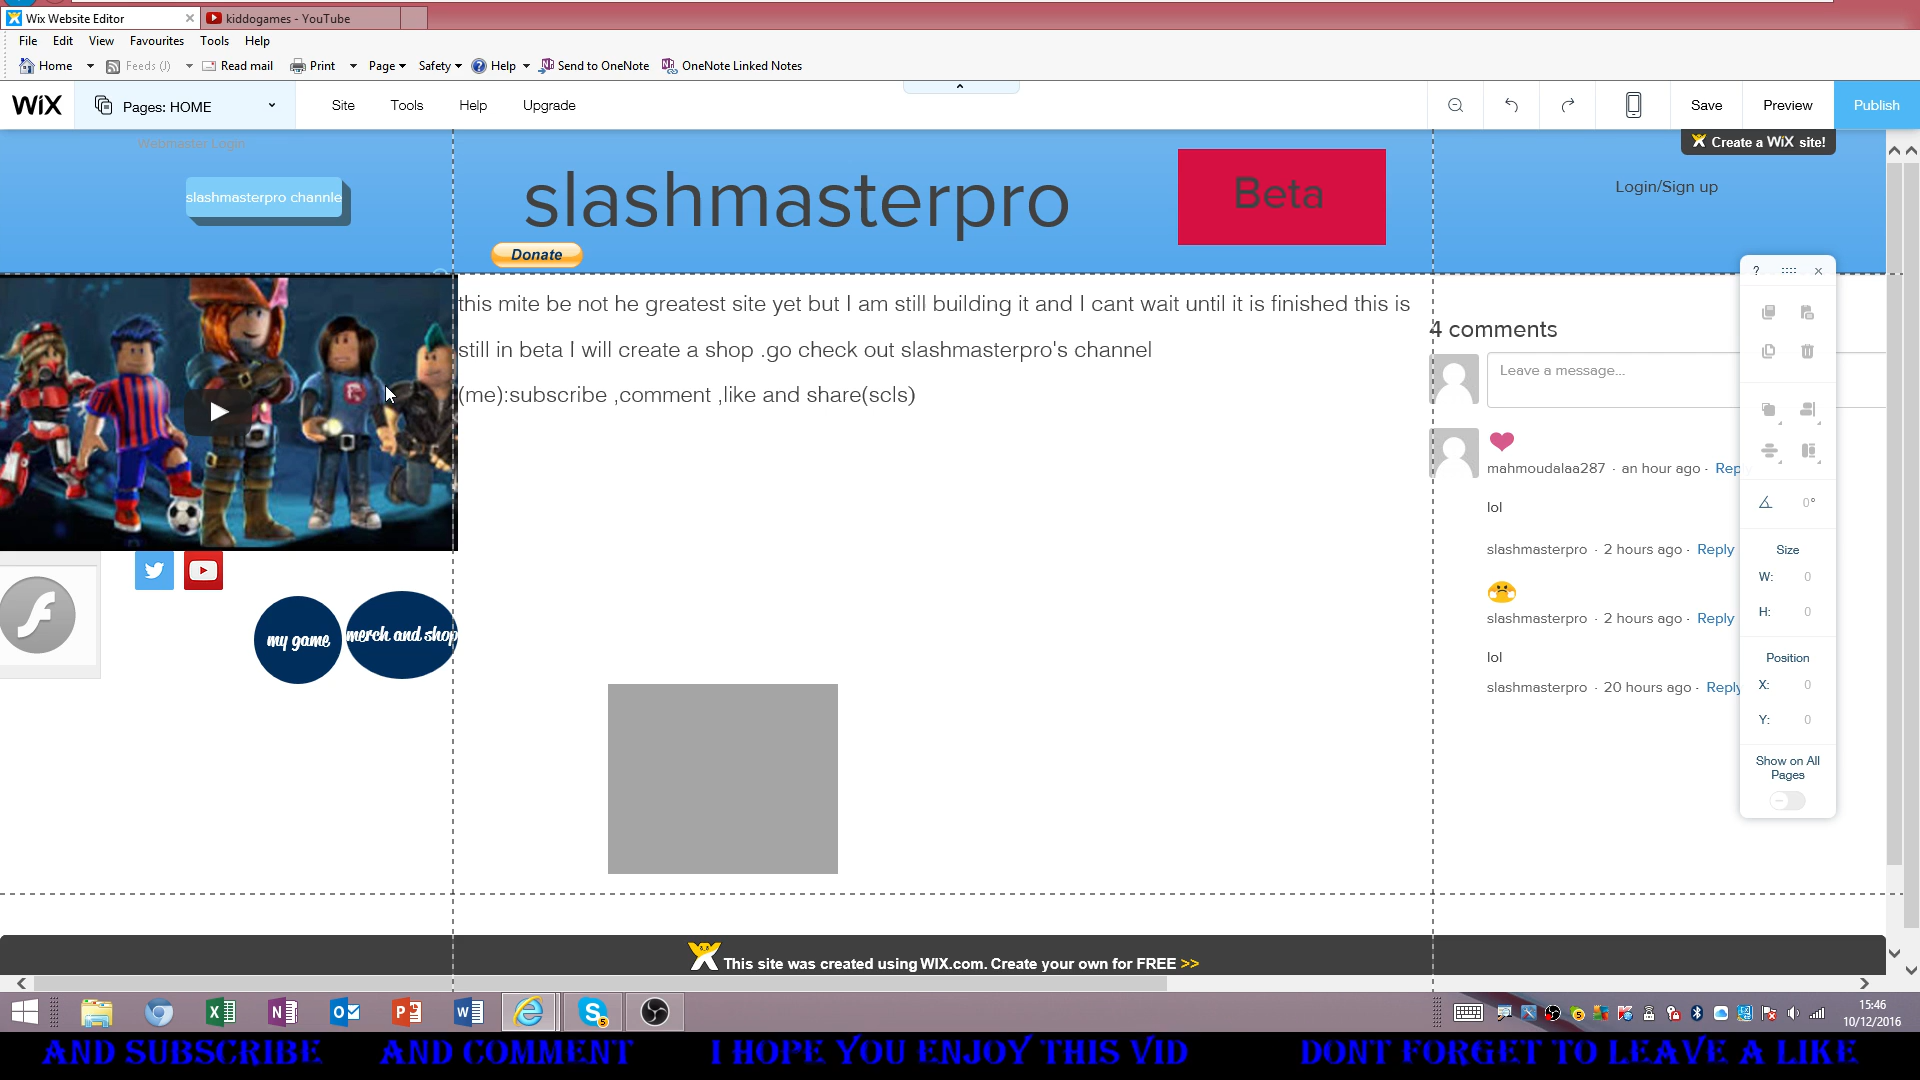 Wix Website Editor
kiddogames - YouTube
File Edit View Favourites Tools Help
Home Feeds (J) Read mail Print Page Safety Help Send to OneNote OneNote Linked Notes
WiX Pages: HOME Site Tools Help Upgrade Save Preview Publish
Webmaster Login
Create a WiX site!
slashmasterpro channle
slashmasterpro
Beta
Login/Sign up
Donate
this mite be not he greatest site yet but I am still building it and I cant wait until it is finished this is
still in beta I will create a shop .go check out slashmasterpro's channel
(me):subscribe ,comment ,like and share(scls)
4 comments
Leave a message...
mahmoudalaa287 · an hour ago · Rep
lol
slashmasterpro · 2 hours ago · Reply
slashmasterpro · 2 hours ago · Reply
lol
slashmasterpro · 20 hours ago · Reply
my game
merch and shop
?
0°
Size
W: 0
H: 0
Position
X: 0
Y: 0
Show on All
Pages
This site was created using WIX.com. Create your own for FREE >>
15:46
10/12/2016
AND SUBSCRIBE AND COMMENT I HOPE YOU ENJOY THIS VID DONT FORGET TO LEAVE A LIKE